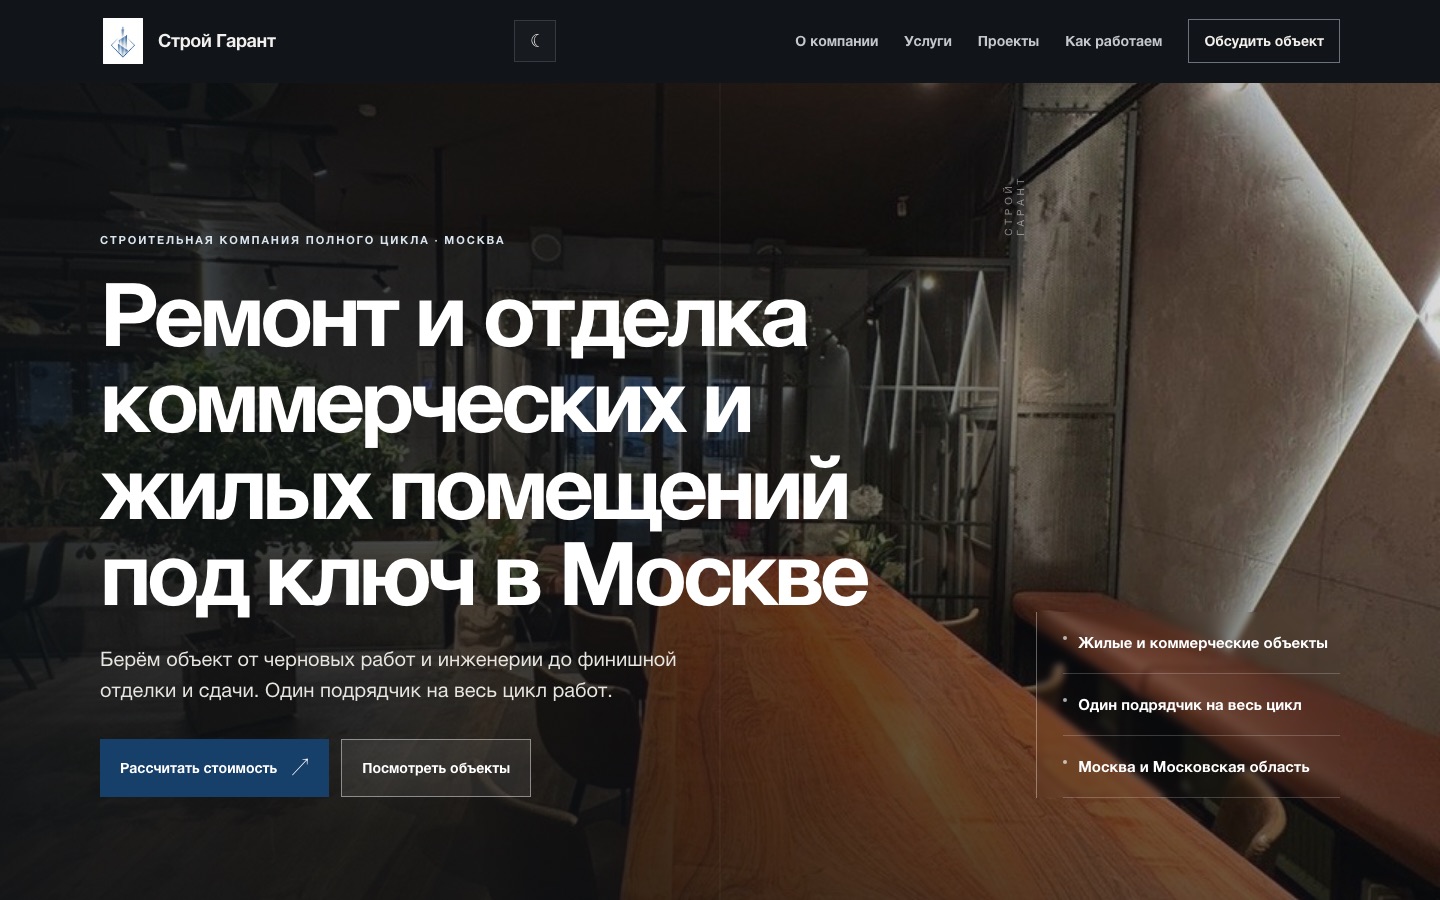 Строй Гарант
О компании
Услуги
Проекты
Как работаем
Обсудить объект
СТРОЙ
ГАРАНТ
СТРОИТЕЛЬНАЯ КОМПАНИЯ ПОЛНОГО ЦИКЛА · МОСКВА
Ремонт и отделка
коммерческих и
жилых помещений
под ключ в Москве
Берём объект от черновых работ и инженерии до финишной
отделки и сдачи. Один подрядчик на весь цикл работ.
Рассчитать стоимость
Посмотреть объекты
Жилые и коммерческие объекты
Один подрядчик на весь цикл
Москва и Московская область